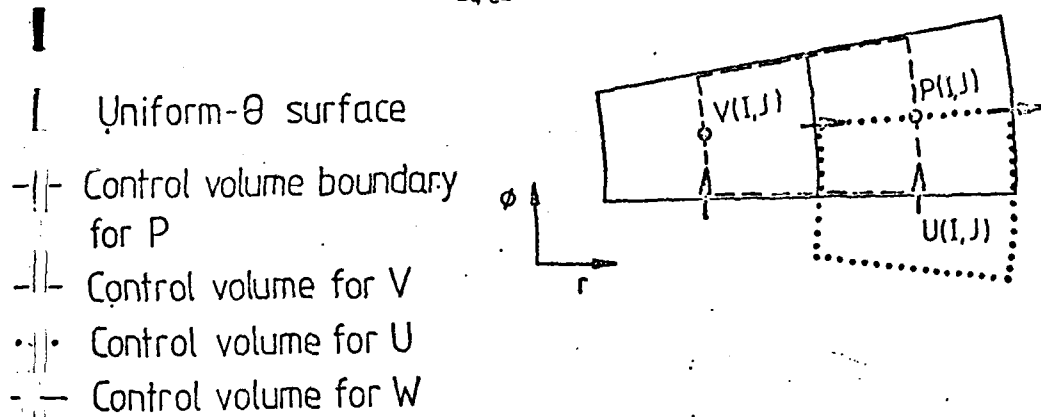 Uniform-θ surface
Control volume boundary
for P
Control volume for V
Control volume for U
Control volume for W
V(I,J)
P(I,J)
U(I,J)
ϕ
r